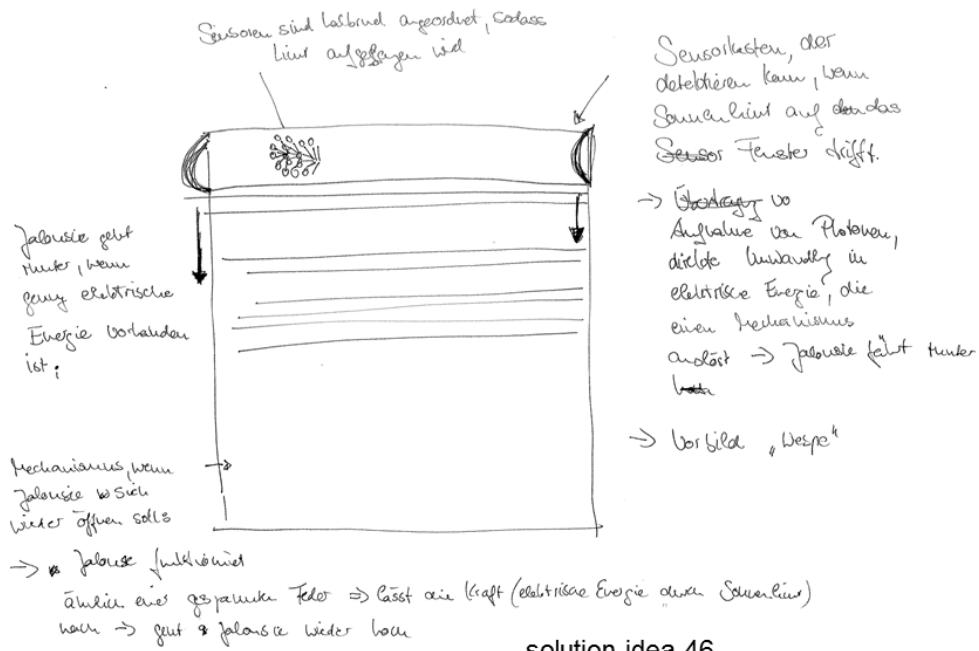 Sensoren sind halbrund angeordnet, sodass
Licht aufgefangen wird
Sensorkasten, der
detektieren kann, wenn
Sonnenlicht auf das
Fenster trifft.
→
Aufnahme von Photonen,
direkte Umwandlung in
elektrische Energie, die
einen Mechanismus
auslöst → Jalousie fährt runter
→ Vorbild „Wespe“
Jalousie geht
runter, wenn
genug elektrische
Energie vorhanden
ist.
Mechanismus, wenn
Jalousie sich
wieder öffnen soll:
→ Jalousie funktioniert
ähnlich einer gespannten Feder ⇒ lässt die Kraft (elektrische Energie durch Sonnenlicht)
nach → geht Jalousie wieder hoch
solution idea 46